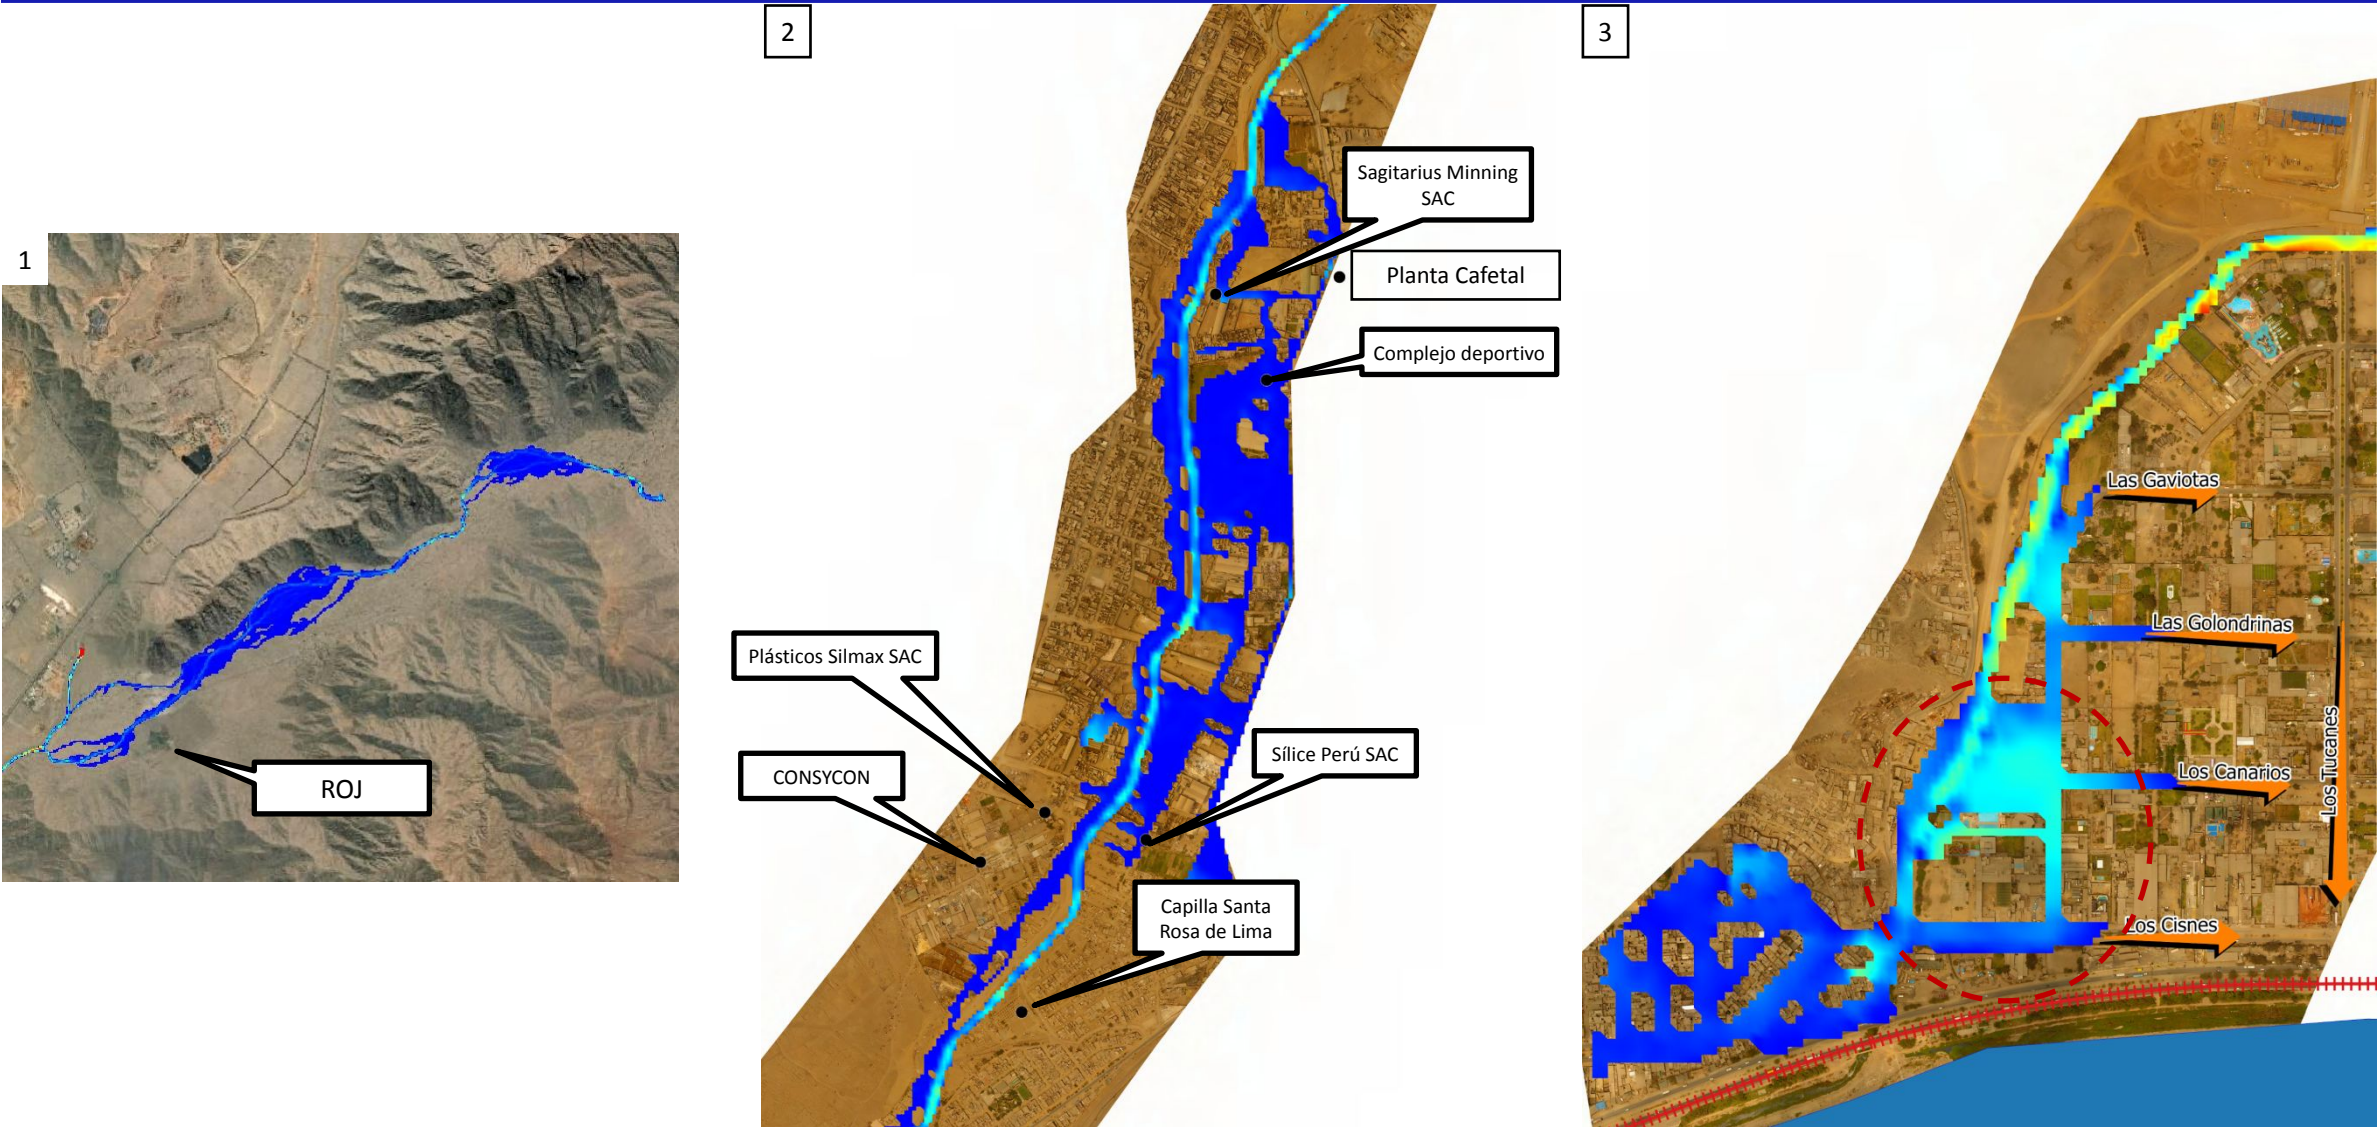 1
ROJ
2
Sagitarius Minning
SAC
Planta Cafetal
Complejo deportivo
Plásticos Silmax SAC
CONSYCON
Sílice Perú SAC
Capilla Santa
Rosa de Lima
3
Las Gaviotas
Las Golondrinas
Los Canarios
Los Tucanes
Los Cisnes